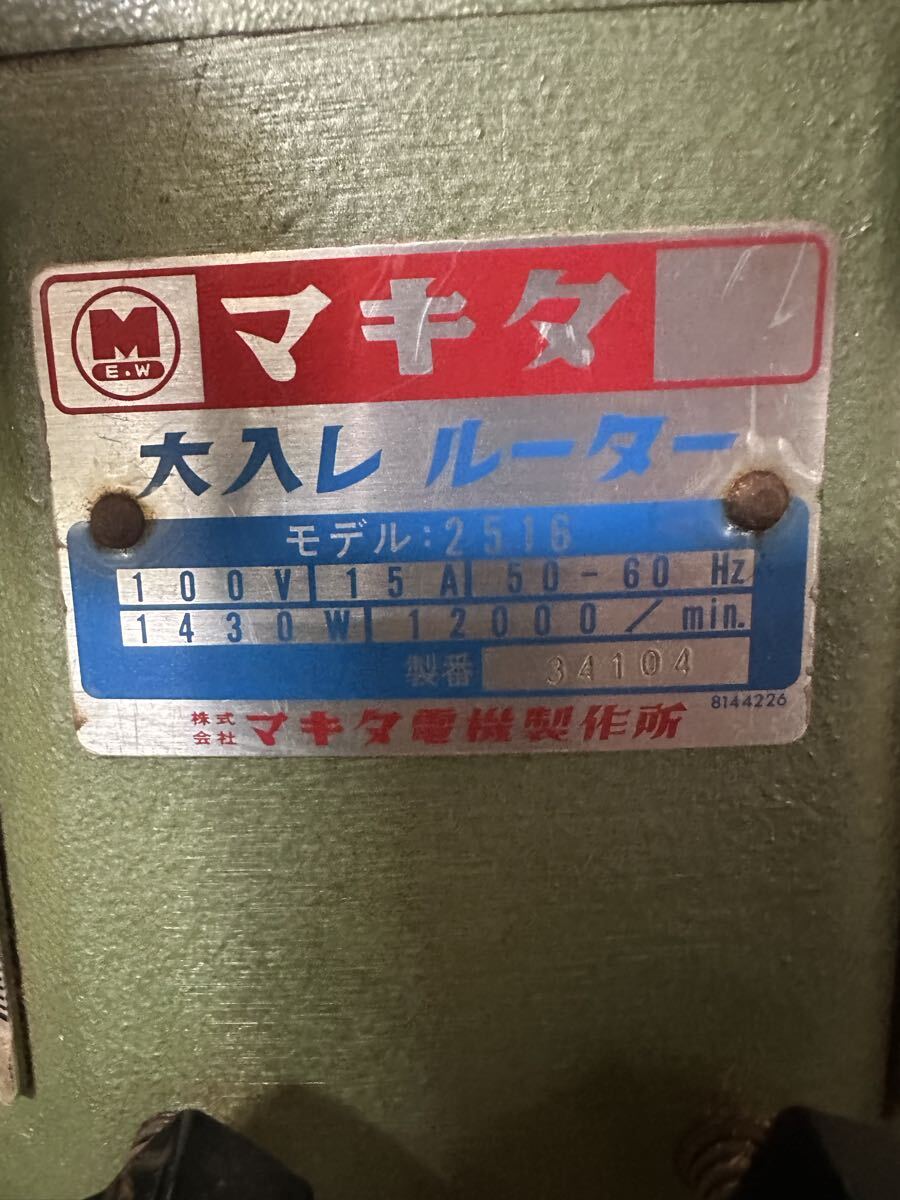 M
E.W
マキタ
大入レ ルーター
モデル:2516
100V 15A 50-60 Hz
1430W 12000/min.
製番 34104
8144226
株式会社 マキタ電機製作所